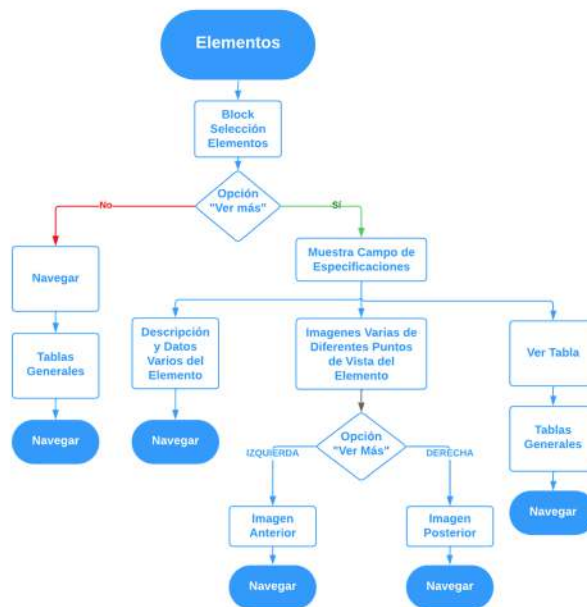 Elementos
Block
Selección
Elementos
Opción
"Ver más"
No
Sí
Muestra Campo de
Especificaciones
Navegar
Tablas
Generales
Navegar
Descripción
y Datos
Varios del
Elemento
Navegar
Imagenes Varias de
Diferentes Puntos
de Vista del
Elemento
Opción
"Ver Más"
IZQUIERDA
DERECHA
Imagen
Anterior
Navegar
Imagen
Posterior
Navegar
Ver Tabla
Tablas
Generales
Navegar